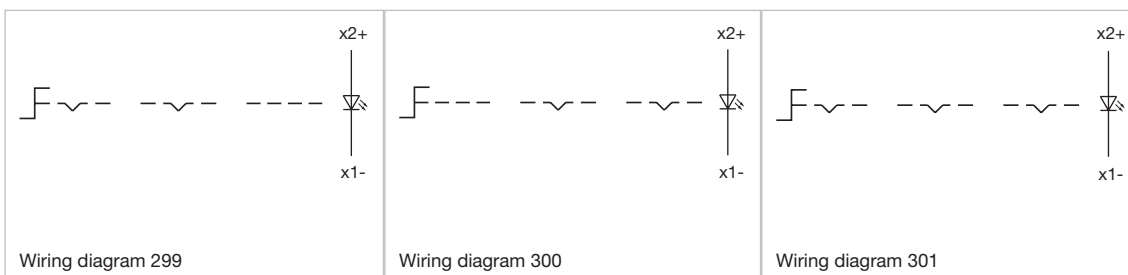 x2+
x1-
Wiring diagram 299
x2+
x1-
Wiring diagram 300
x2+
x1-
Wiring diagram 301